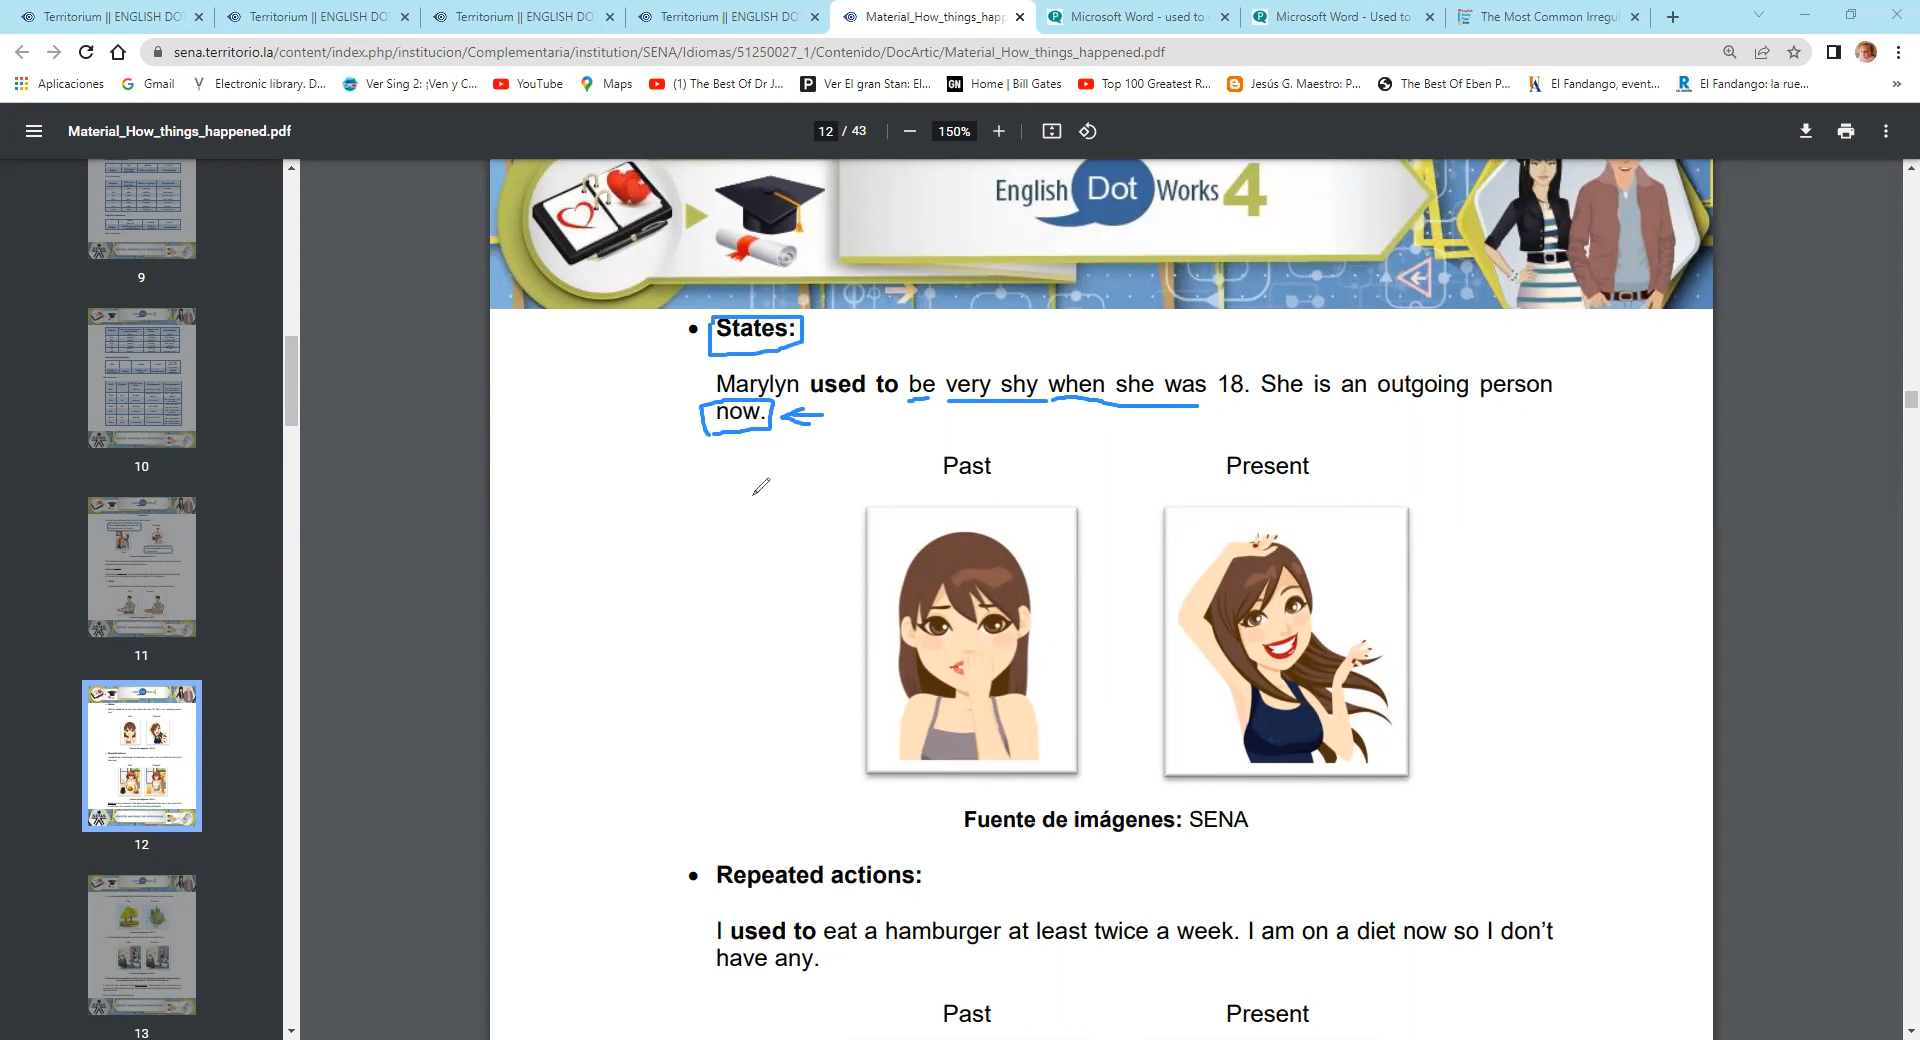 Territorium || ENGLISH DO
Territorium || ENGLISH DO
Territorium || ENGLISH DO
Territorium || ENGLISH DO
Material_How_things_happ
Microsoft Word - used to
Microsoft Word - Used to
The Most Common Irregu
sena.territorio.la/content/index.php/institucion/Complementaria/institution/SENA/Idiomas/51250027_1/Contenido/DocArtic/Material_How_things_happened.pdf
Aplicaciones
Gmail
Electronic library. D...
Ver Sing 2: ¡Ven y C...
YouTube
Maps
(1) The Best Of Dr J...
Ver El gran Stan: El...
Home | Bill Gates
Top 100 Greatest R...
Jesús G. Maestro: P...
The Best Of Eben P...
El Fandango, event...
El Fandango: la rue...
»
Material_How_things_happened.pdf
12 / 43
150%
9
10
11
12
13
English Dot Works 4
• States:
Marylyn used to be very shy when she was 18. She is an outgoing person
now.
Past Present
Fuente de imágenes: SENA
• Repeated actions:
I used to eat a hamburger at least twice a week. I am on a diet now so I don’t
have any.
Past Present